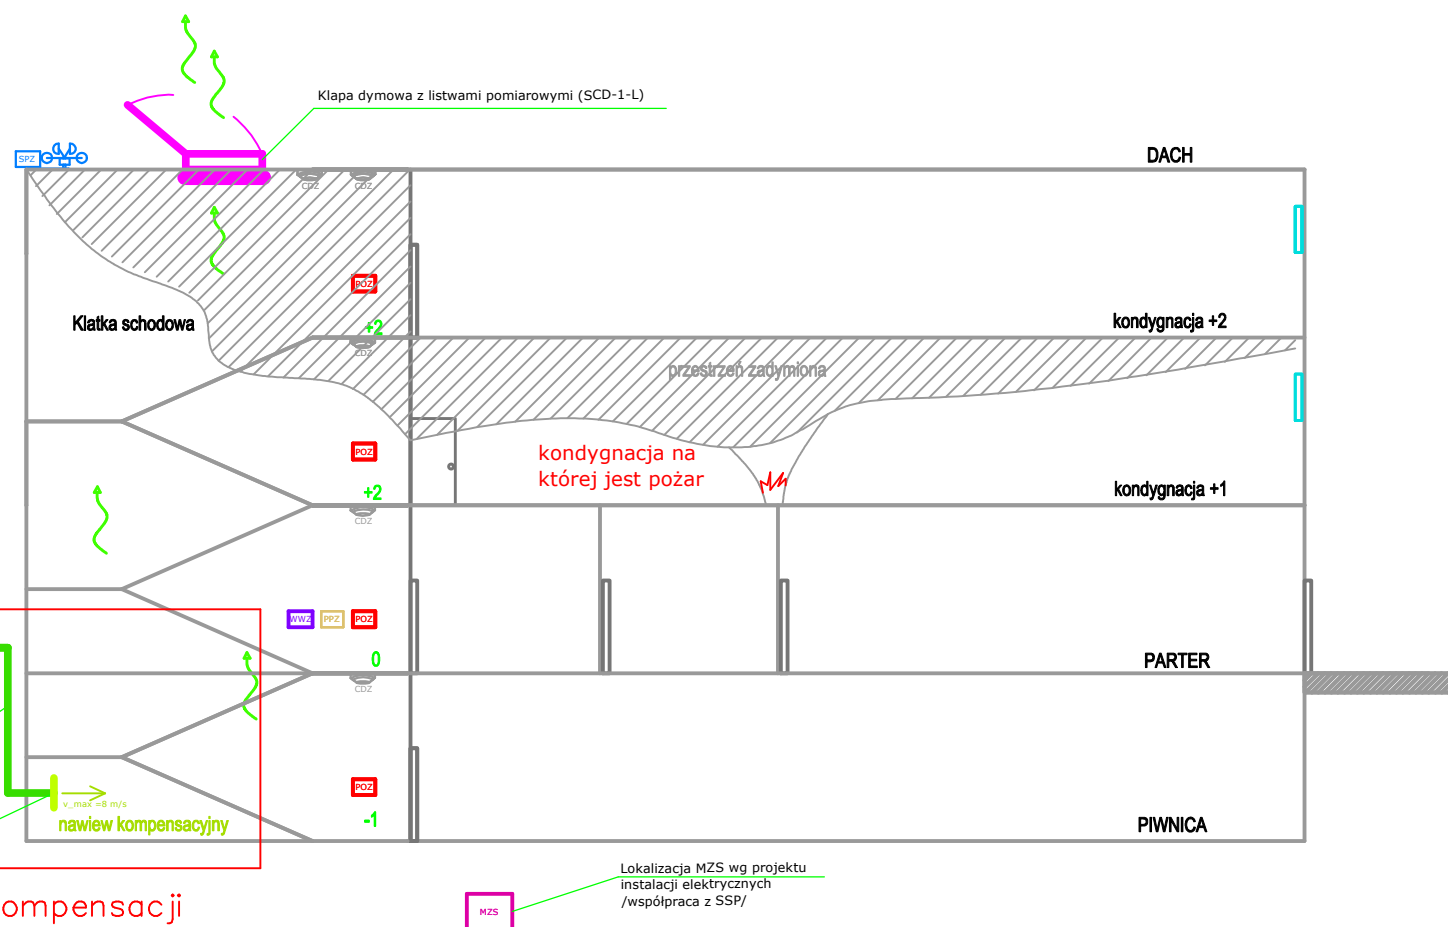 Klapa dymowa z listwami pomiarowymi (SCD-1-L)
SPZ
DACH
CDZ
CDZ
POZ
Klatka schodowa
+2
kondygnacja +2
CDZ
przestrzeń zadymiona
kondygnacja na
której jest pożar
POZ
+2
kondygnacja +1
CDZ
WWZ
PPZ
POZ
0
PARTER
CDZ
POZ
v_max =8 m/s
nawiew kompensacyjny
-1
PIWNICA
Lokalizacja MZS wg projektu
instalacji elektrycznych
/współpraca z SSP/
ompensacji
MZS